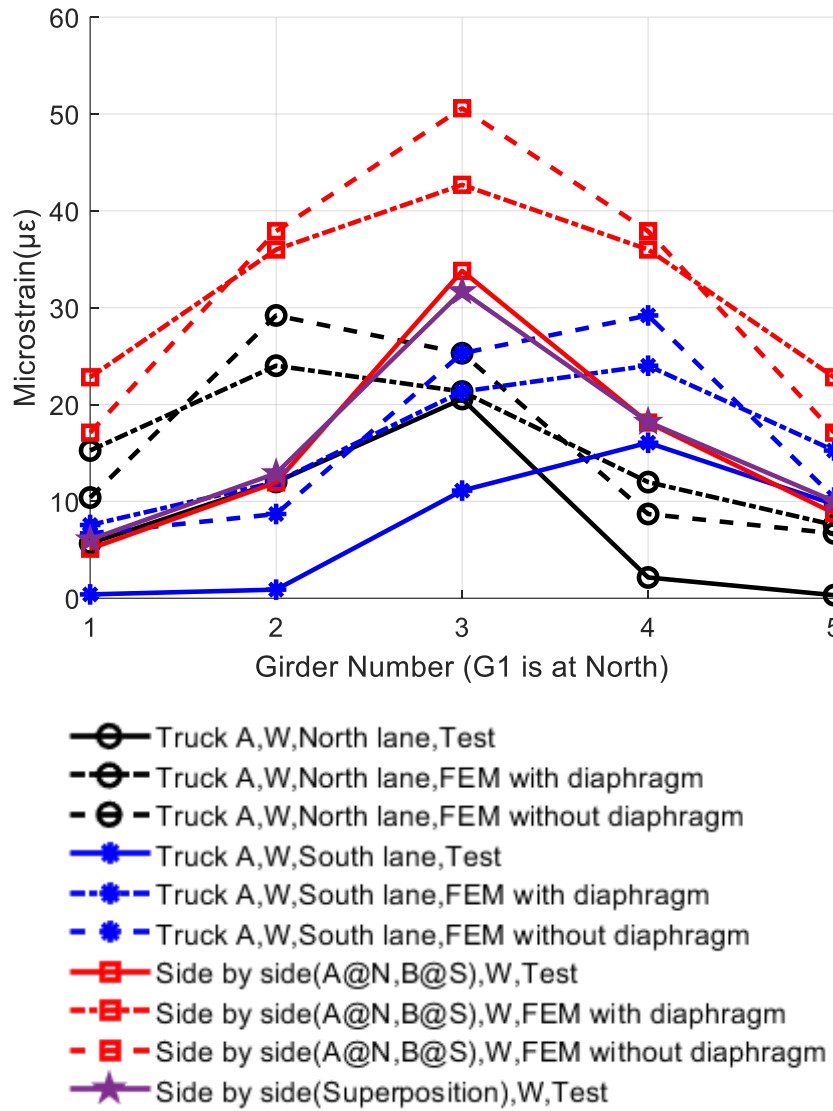 60
50
40
30
20
10
0
Microstrain(με)
1 2 3 4 5
Girder Number (G1 is at North)
Truck A,W,North lane,Test
Truck A,W,North lane,FEM with diaphragm
Truck A,W,North lane,FEM without diaphragm
Truck A,W,South lane,Test
Truck A,W,South lane,FEM with diaphragm
Truck A,W,South lane,FEM without diaphragm
Side by side(A@N,B@S),W,Test
Side by side(A@N,B@S),W,FEM with diaphragm
Side by side(A@N,B@S),W,FEM without diaphragm
Side by side(Superposition),W,Test